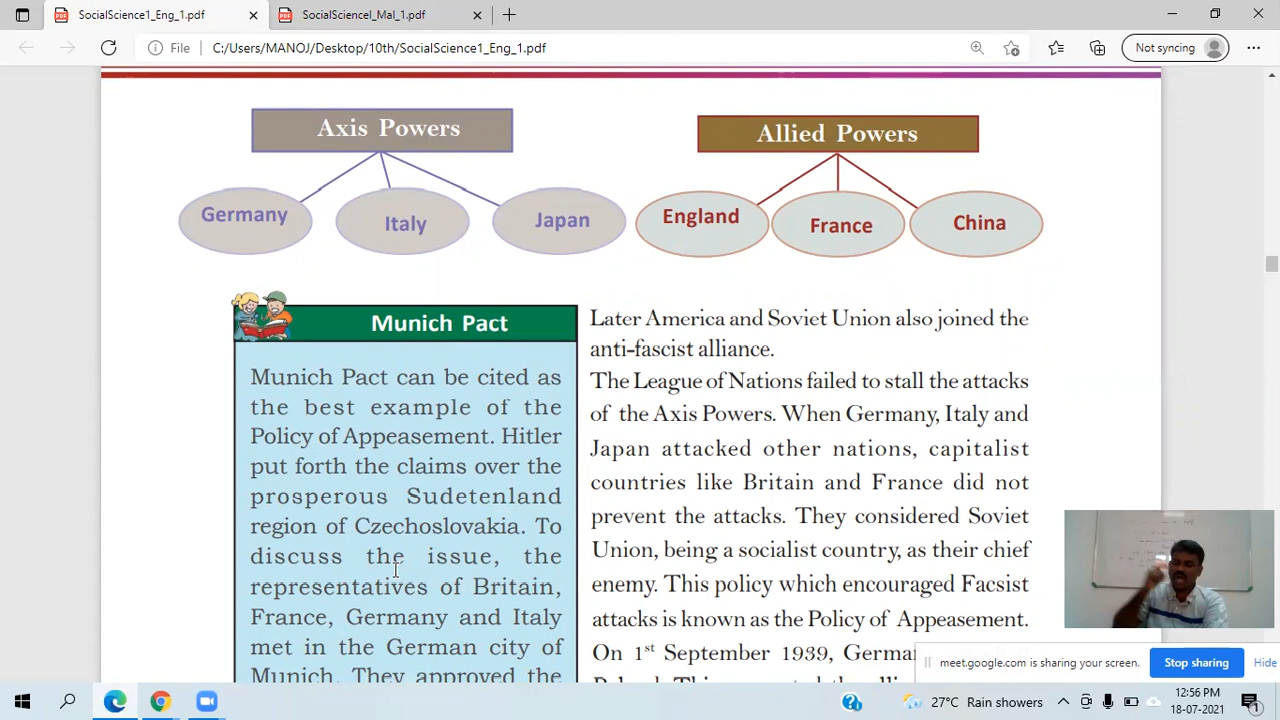 SocialScience1_Eng_1.pdf
SocialScienceI_Mal_1.pdf
File
C:/Users/MANOJ/Desktop/10th/SocialScience1_Eng_1.pdf
Not syncing
Axis Powers
Allied Powers
Germany
Italy
Japan
England
France
China
Munich Pact
Munich Pact can be cited as
the best example of the
Policy of Appeasement. Hitler
put forth the claims over the
prosperous Sudetenland
region of Czechoslovakia. To
discuss the issue, the
representatives of Britain,
France, Germany and Italy
met in the German city of
Munich. They approved the
Later America and Soviet Union also joined the
anti-fascist alliance.
The League of Nations failed to stall the attacks
of the Axis Powers. When Germany, Italy and
Japan attacked other nations, capitalist
countries like Britain and France did not
prevent the attacks. They considered Soviet
Union, being a socialist country, as their chief
enemy. This policy which encouraged Facsist
attacks is known as the Policy of Appeasement.
On 1st September 1939, German
meet.google.com is sharing your screen.
Stop sharing
Hide
27°C Rain showers
12:56 PM
18-07-2021